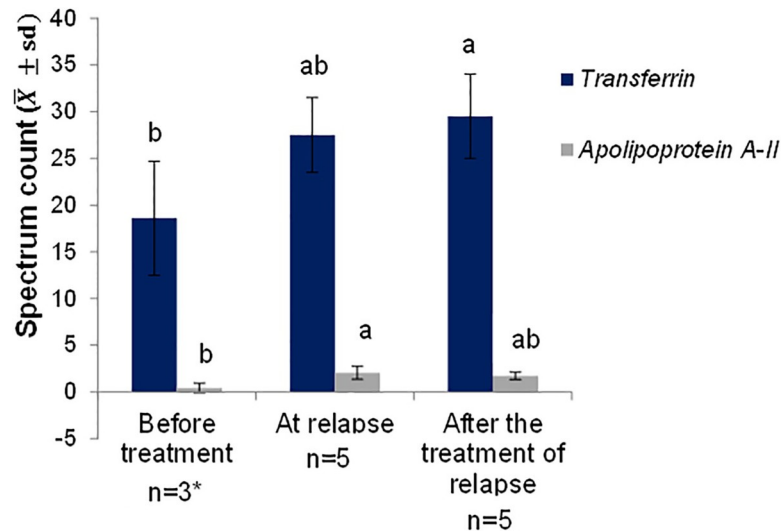 Spectrum count (X̅ ± sd)
40
35
30
25
20
15
10
5
0
-5
b
b
ab
a
a
ab
Transferrin
Apolipoprotein A-II
Before
treatment
n=3*
At relapse
n=5
After the
treatment of
relapse
n=5